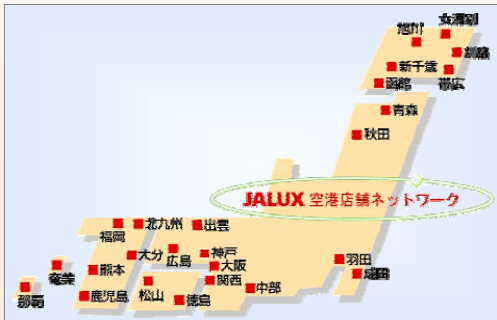 旭川
女満別
釧路
新千歳
帯広
函館
青森
秋田
JALUX 空港店舗ネットワーク
北九州
出雲
福岡
羽田
成田
大分
広島
神戸
大阪
奄美
熊本
関西
中部
那覇
鹿児島
松山
徳島